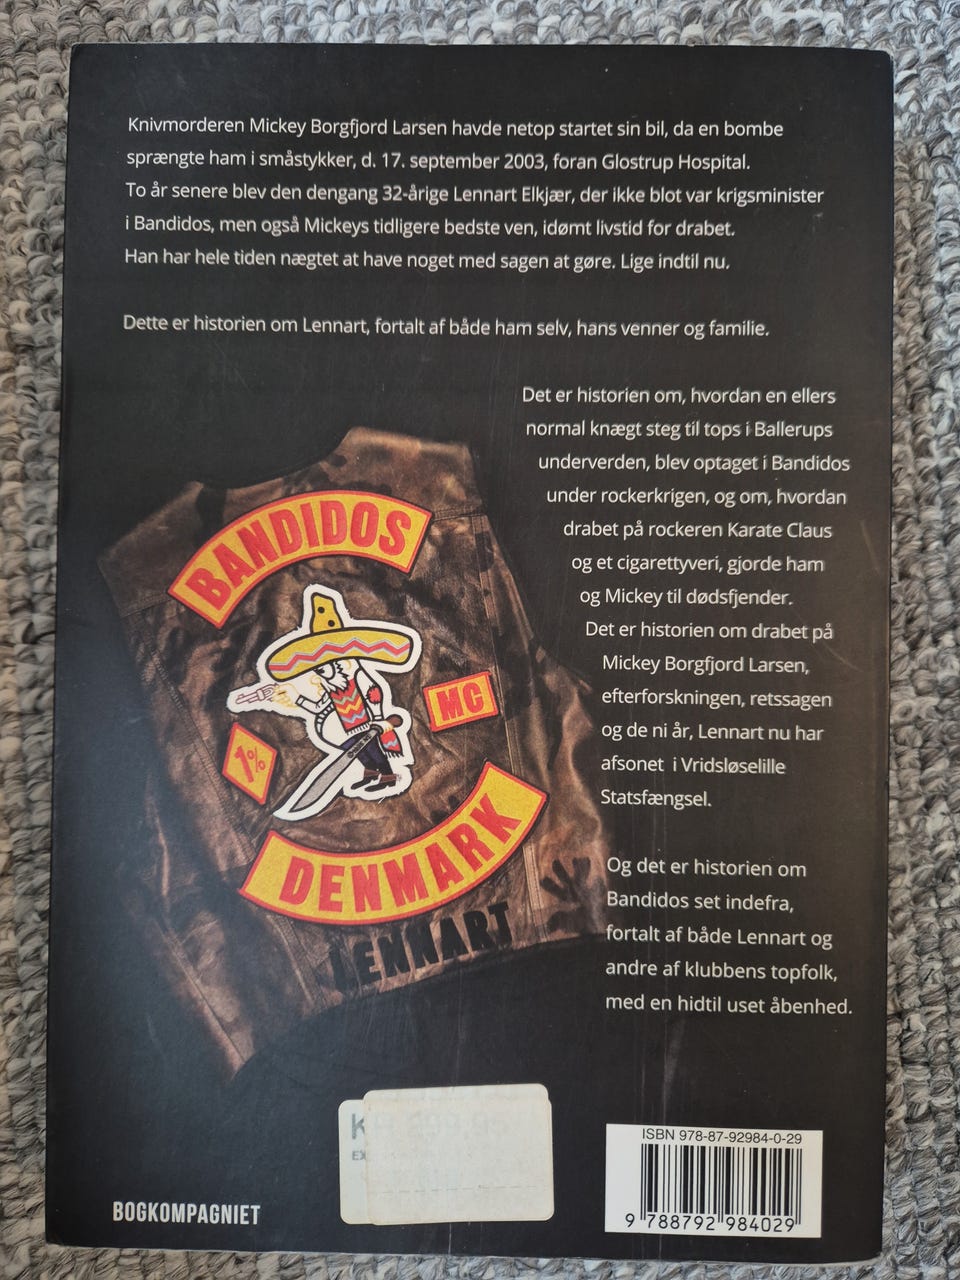 Knivmorderen Mickey Borgfjord Larsen havde netop startet sin bil, da en bombe
sprængte ham i småstykker, d. 17. september 2003, foran Glostrup Hospital.
To år senere blev den dengang 32-årige Lennart Elkjær, der ikke blot var krigsminister
i Bandidos, men også Mickeys tidligere bedste ven, idømt livstid for drabet.
Han har hele tiden nægtet at have noget med sagen at gøre. Lige indtil nu.
Dette er historien om Lennart, fortalt af både ham selv, hans venner og familie.
Det er historien om, hvordan en ellers
normal knægt steg til tops i Ballerups
underverden, blev optaget i Bandidos
under rockerkrigen, og om, hvordan
drabet på rockeren Karate Claus
og et cigarettyveri, gjorde ham
og Mickey til dødsfjender.
Det er historien om drabet på
Mickey Borgfjord Larsen,
efterforskningen, retssagen
og de ni år, Lennart nu har
afsonet i Vridsløselille
Statsfængsel.
Og det er historien om
Bandidos set indefra,
fortalt af både Lennart og
andre af klubbens topfolk,
med en hidtil uset åbenhed.
BANDIDOS
MC
1%
DENMARK
LENNART
BOGKOMPAGNIET
ISBN 978-87-92984-0-29
9 788792 984029